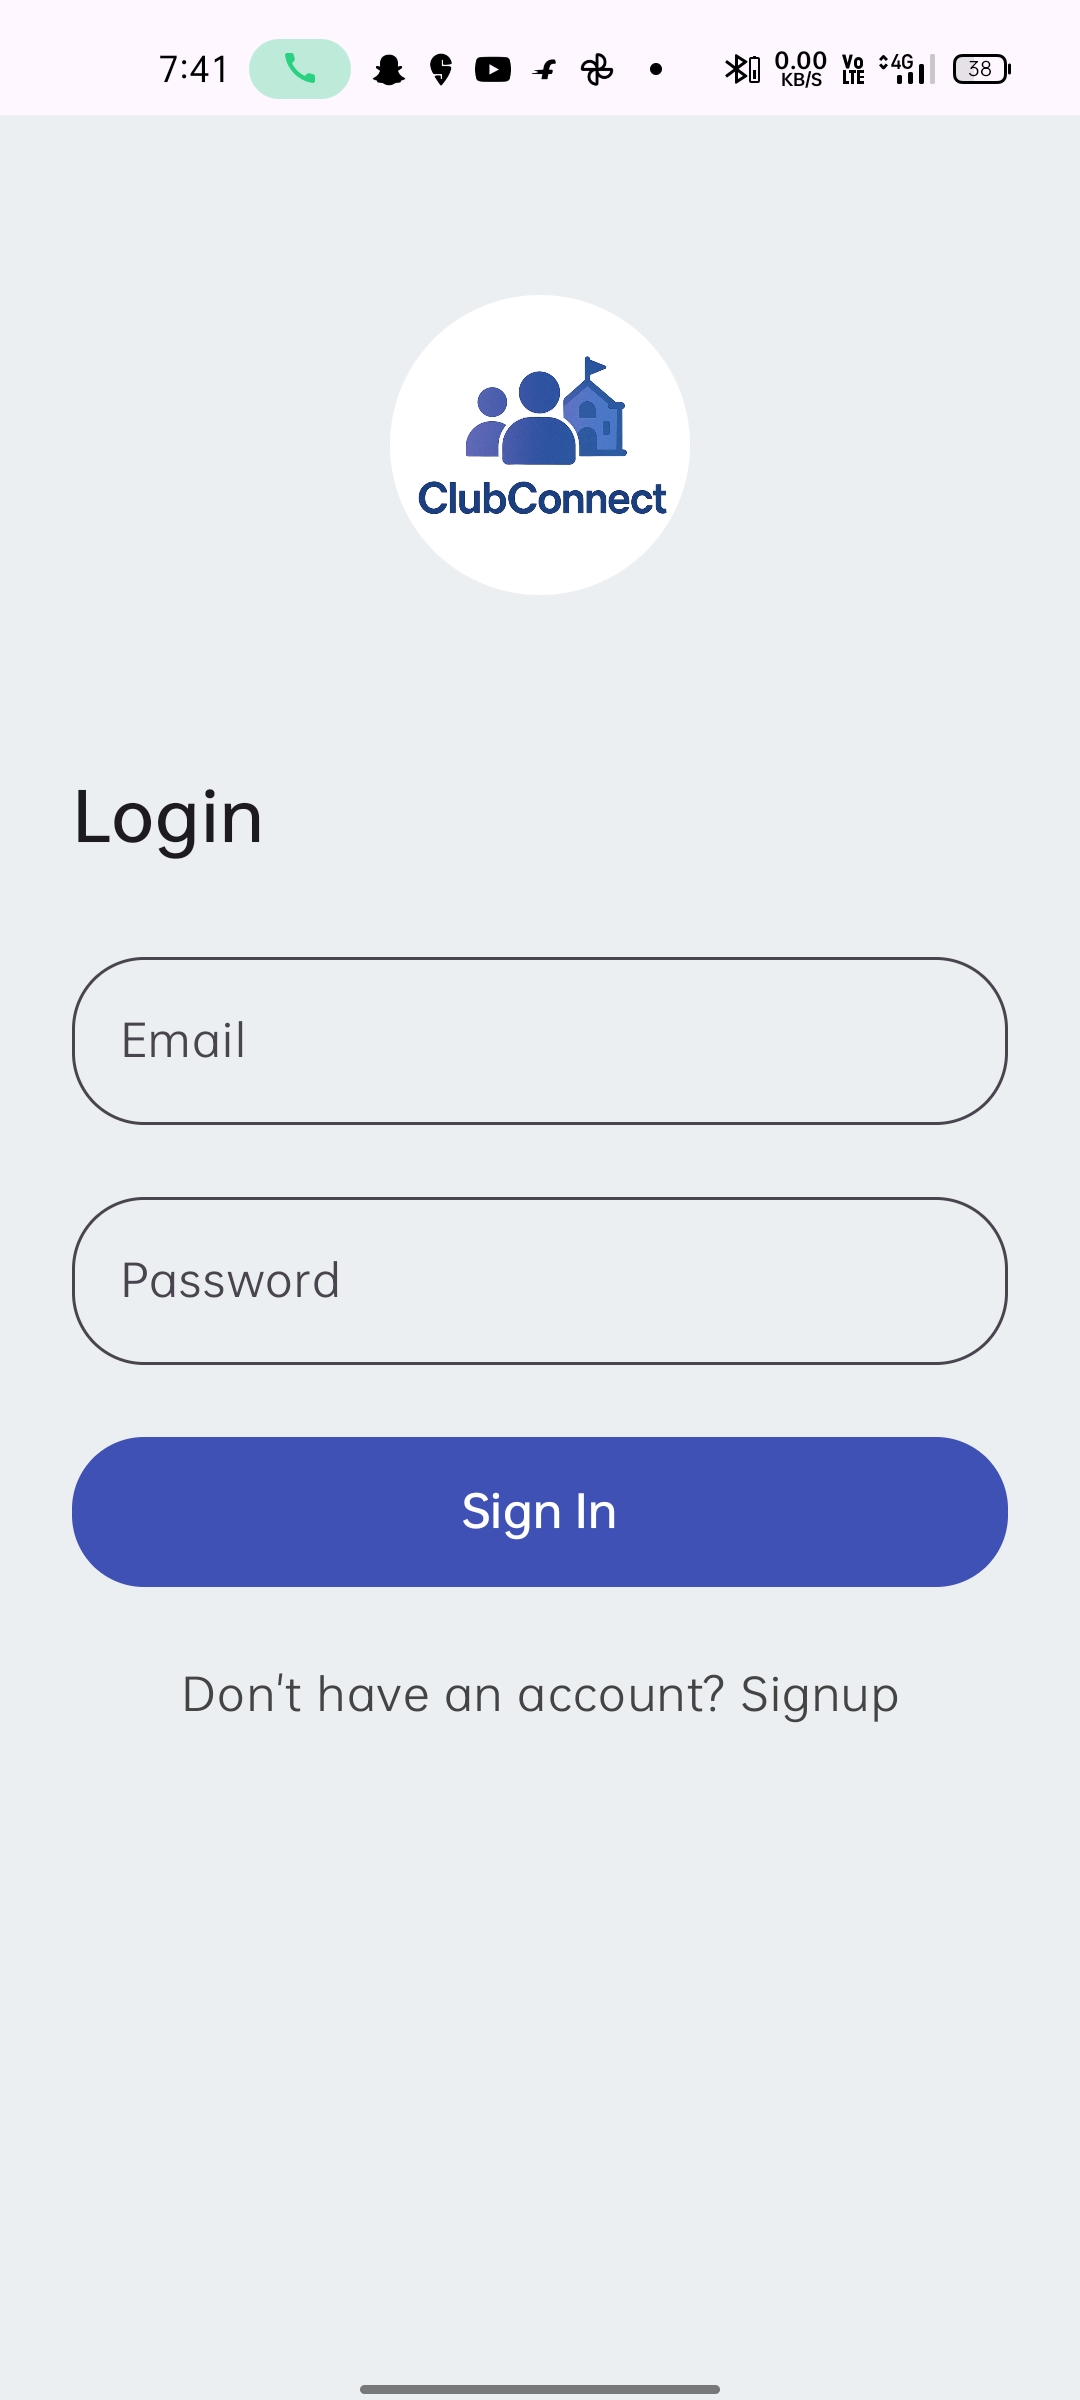 7:41 0.00 KB/S Vo LTE 4G 38
ClubConnect
Login
Email
Password
Sign In
Don't have an account? Signup